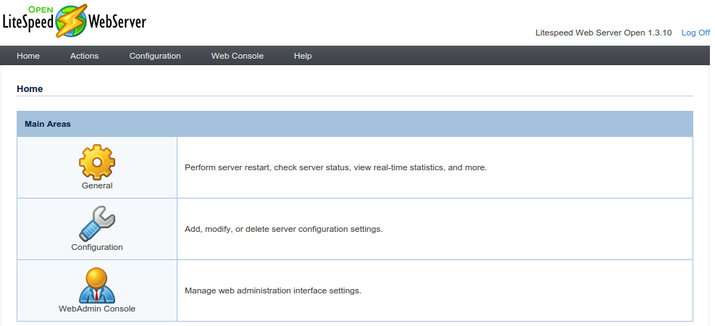 OPEN
LiteSpeed WebServer
Litespeed Web Server Open 1.3.10 Log Off
Home Actions Configuration Web Console Help
Home
Main Areas
General
Perform server restart, check server status, view real-time statistics, and more.
Configuration
Add, modify, or delete server configuration settings.
WebAdmin Console
Manage web administration interface settings.